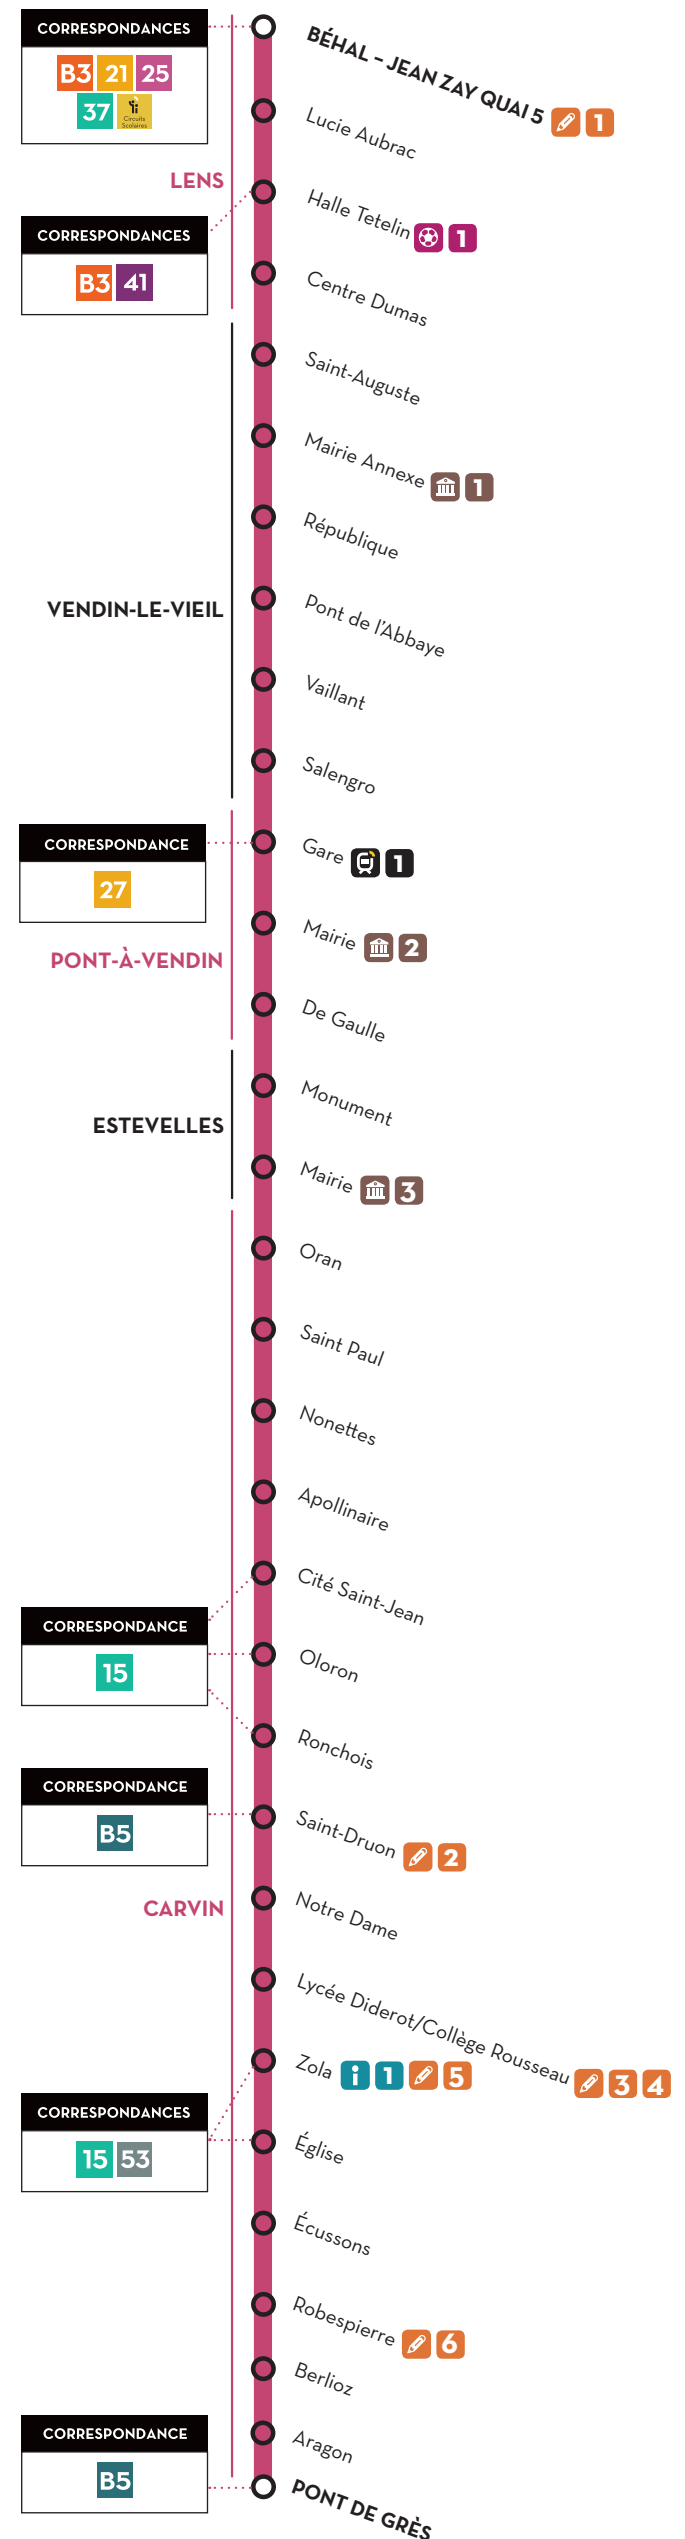 CORRESPONDANCES
B3 21 25
37 Circuits Scolaires
BÉHAL – JEAN ZAY QUAI 5 1
Lucie Aubrac
LENS
Halle Tetelin 1
CORRESPONDANCES
B3 41
Centre Dumas
Saint-Auguste
Mairie Annexe 1
République
VENDIN-LE-VIEIL
Pont de l'Abbaye
Vaillant
Salengro
CORRESPONDANCE
27
Gare 1
Mairie 2
PONT-À-VENDIN
De Gaulle
Monument
ESTEVELLES
Mairie 3
Oran
Saint Paul
Nonettes
Apollinaire
Cité Saint-Jean
CORRESPONDANCE
15
Oloron
Ronchois
CORRESPONDANCE
B5
Saint-Druon 2
CARVIN
Notre Dame
Lycée Diderot/Collège Rousseau 3 4
Zola i 1 5
CORRESPONDANCES
15 53
Église
Écussons
Robespierre 6
Berlioz
Aragon
CORRESPONDANCE
B5
PONT DE GRÈS